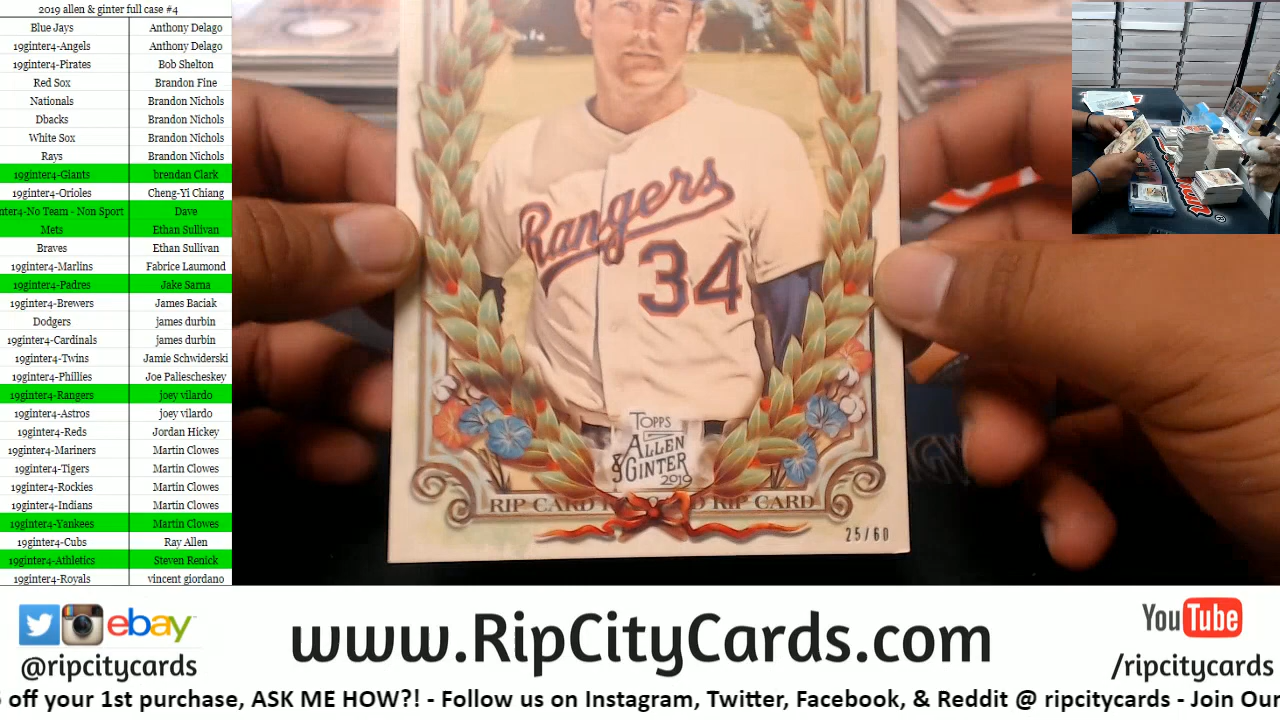 2019 allen & ginter full case #4
Blue Jays Anthony Delago
19ginter4-Angels Anthony Delago
19ginter4-Pirates Bob Shelton
Red Sox Brandon Fine
Nationals Brandon Nichols
Dbacks Brandon Nichols
White Sox Brandon Nichols
Rays Brandon Nichols
19ginter4-Giants brendan Clark
19ginter4-Orioles Cheng-Yi Chiang
nter4-No Team - Non Sport Dave
Mets Ethan Sullivan
Braves Ethan Sullivan
19ginter4-Marlins Fabrice Laumond
19ginter4-Padres Jake Sarna
19ginter4-Brewers James Baciak
Dodgers james durbin
19ginter4-Cardinals james durbin
19ginter4-Twins Jamie Schwiderski
19ginter4-Phillies Joe Paliescheskey
19ginter4-Rangers joey vilardo
19ginter4-Astros joey vilardo
19ginter4-Reds Jordan Hickey
19ginter4-Mariners Martin Clowes
19ginter4-Tigers Martin Clowes
19ginter4-Rockies Martin Clowes
19ginter4-Indians Martin Clowes
19ginter4-Yankees Martin Clowes
19ginter4-Cubs Ray Allen
19ginter4-Athletics Steven Renick
19ginter4-Royals vincent giordano
Rangers
34
TOPPS
ALLEN
& GINTER
2019
RIP CARD RIP CARD
25/60
ebay
@ripcitycards
www.RipCityCards.com
YouTube
/ripcitycards
off your 1st purchase, ASK ME HOW?! - Follow us on Instagram, Twitter, Facebook, & Reddit @ ripcitycards - Join Our